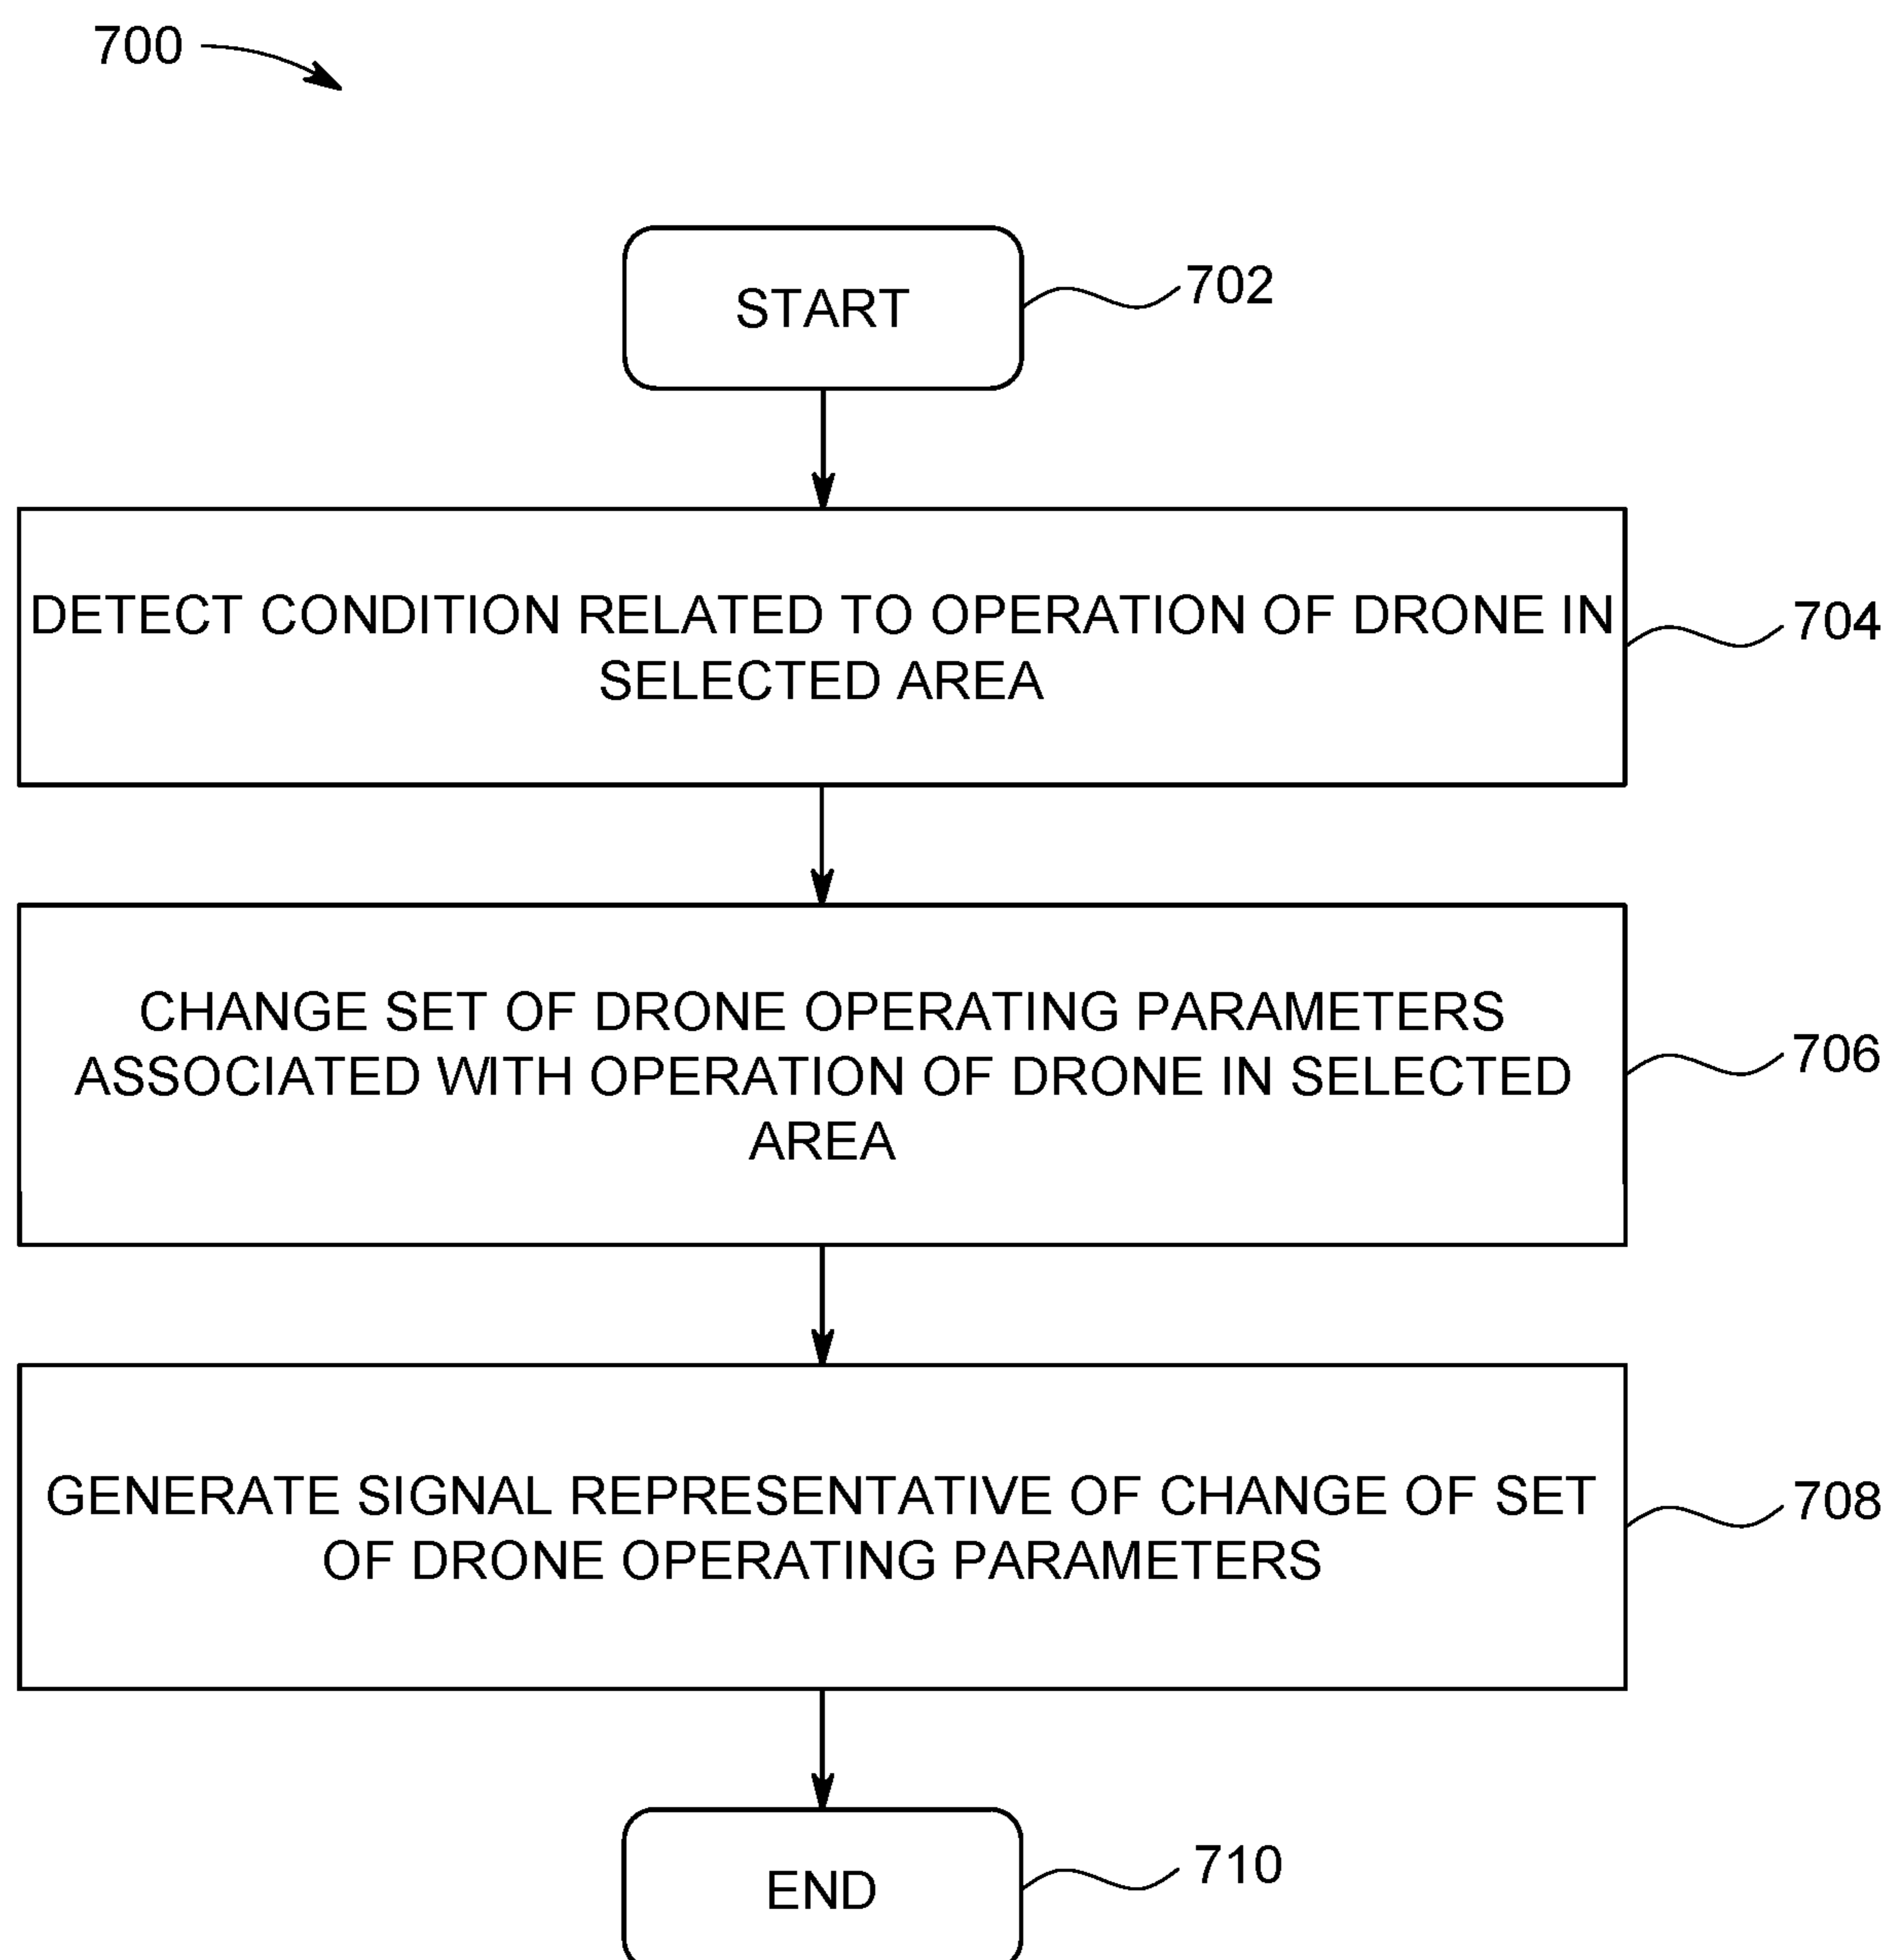 700
START
702
DETECT CONDITION RELATED TO OPERATION OF DRONE IN
SELECTED AREA
704
CHANGE SET OF DRONE OPERATING PARAMETERS
ASSOCIATED WITH OPERATION OF DRONE IN SELECTED
AREA
706
GENERATE SIGNAL REPRESENTATIVE OF CHANGE OF SET
OF DRONE OPERATING PARAMETERS
708
END
710